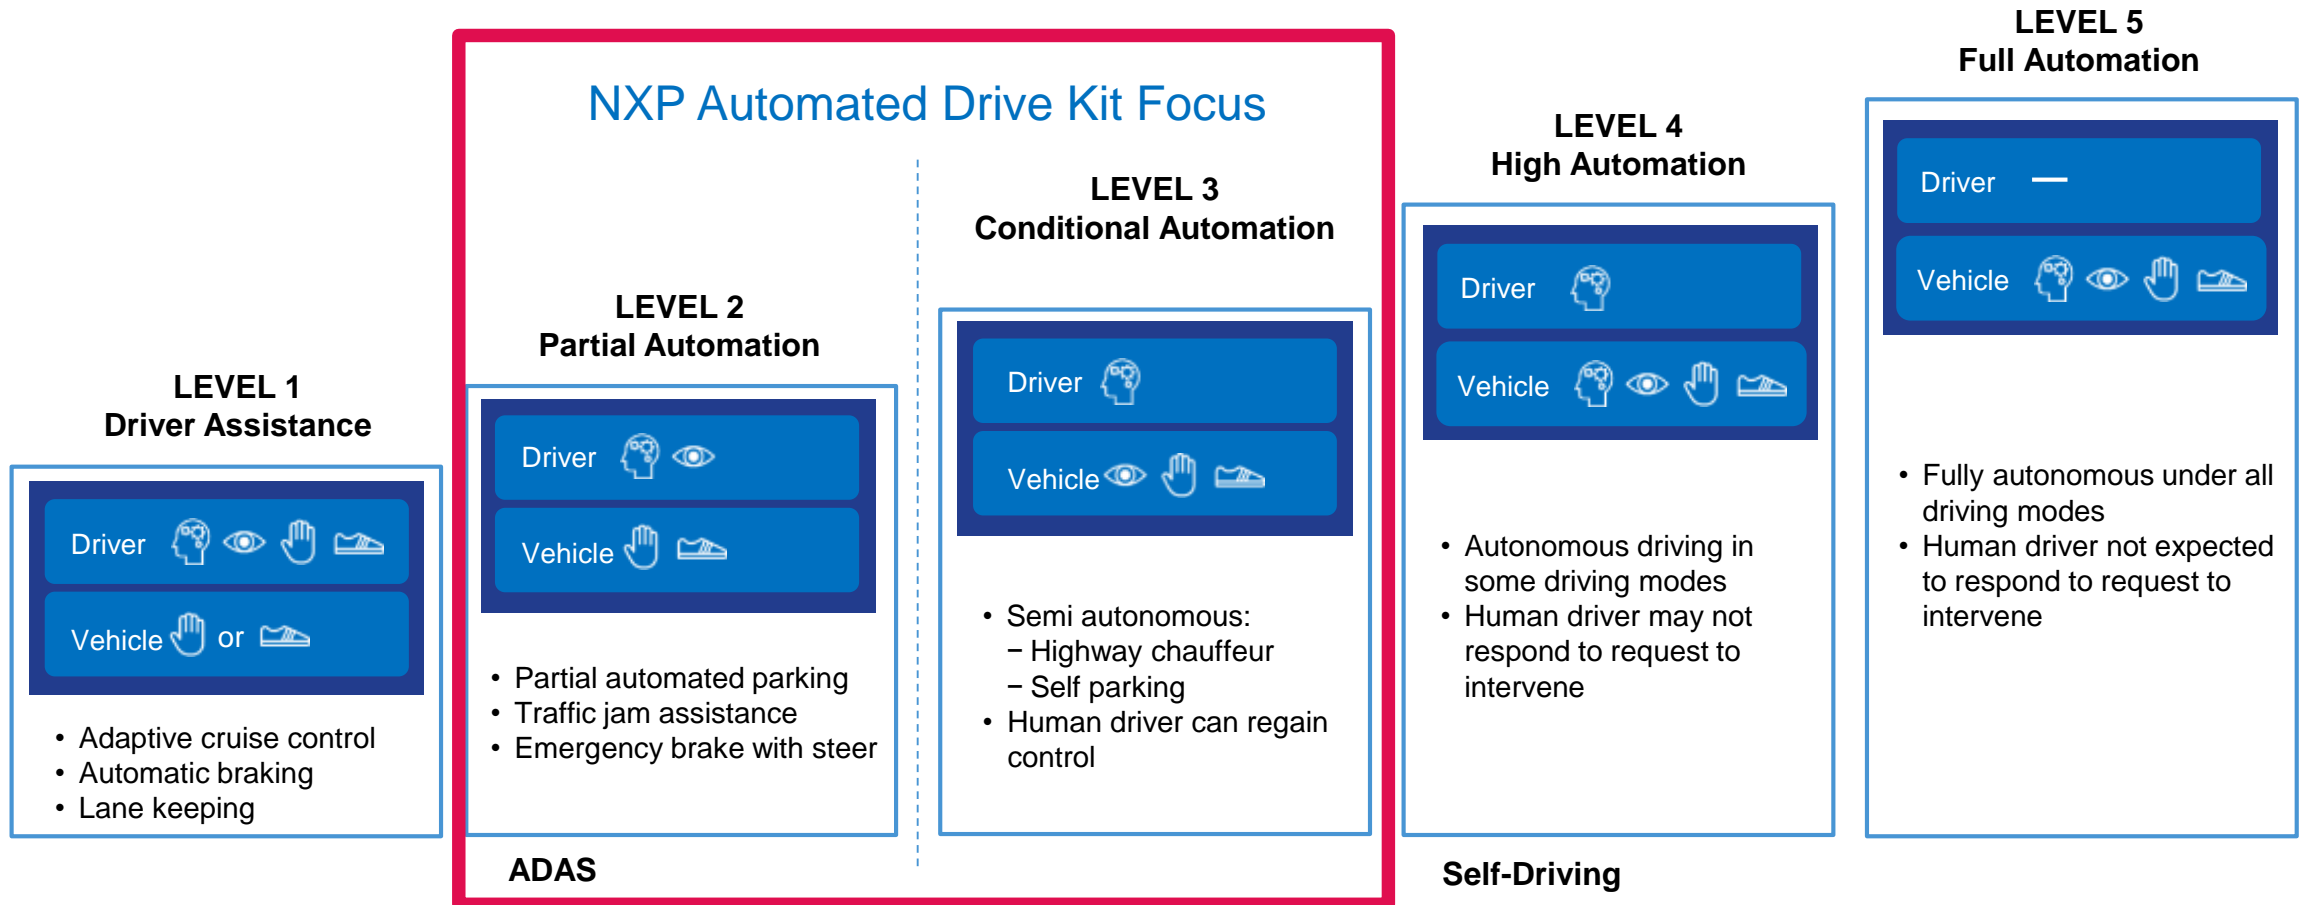 NXP Automated Drive Kit Focus
LEVEL 1
Driver Assistance
Driver
Vehicle or
• Adaptive cruise control
• Automatic braking
• Lane keeping
LEVEL 2
Partial Automation
Driver
Vehicle
• Partial automated parking
• Traffic jam assistance
• Emergency brake with steer
ADAS
LEVEL 3
Conditional Automation
Driver
Vehicle
• Semi autonomous:
− Highway chauffeur
− Self parking
• Human driver can regain
control
LEVEL 4
High Automation
Driver
Vehicle
• Autonomous driving in
some driving modes
• Human driver may not
respond to request to
intervene
Self-Driving
LEVEL 5
Full Automation
Driver —
Vehicle
• Fully autonomous under all
driving modes
• Human driver not expected
to respond to request to
intervene